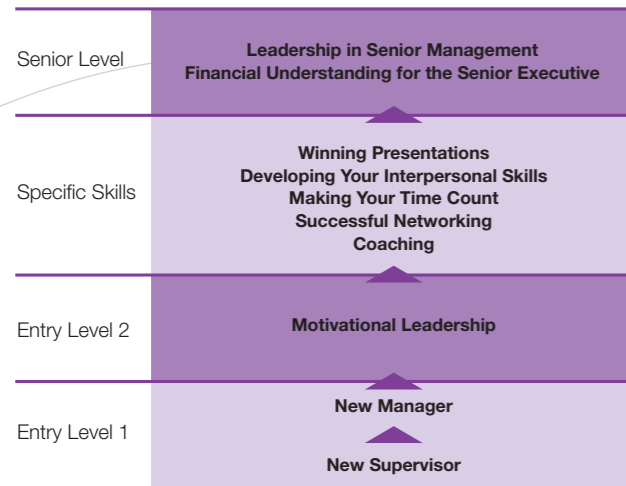 Senior Level
Leadership in Senior Management
Financial Understanding for the Senior Executive
Specific Skills
Winning Presentations
Developing Your Interpersonal Skills
Making Your Time Count
Successful Networking
Coaching
Entry Level 2
Motivational Leadership
Entry Level 1
New Manager
New Supervisor